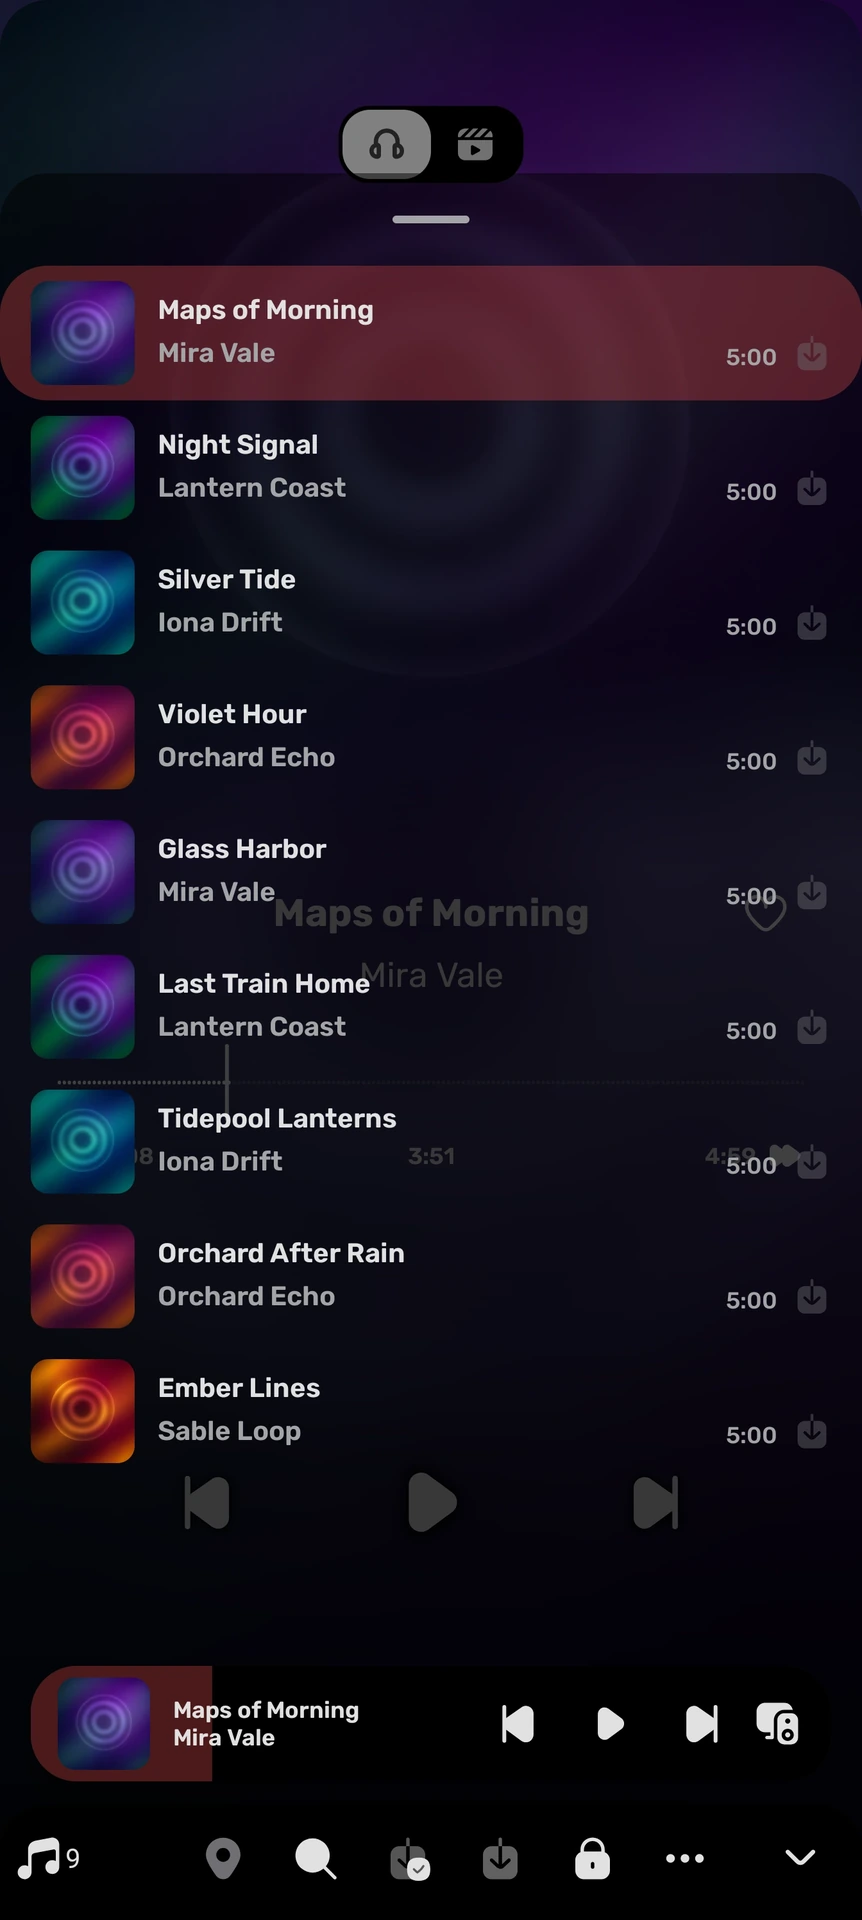 Maps of Morning
Mira Vale
5:00
Night Signal
Lantern Coast
5:00
Silver Tide
Iona Drift
5:00
Violet Hour
Orchard Echo
5:00
Glass Harbor
Mira Vale
5:00
Maps of Morning
Mira Vale
Last Train Home
Lantern Coast
5:00
Tidepool Lanterns
Iona Drift
5:00
3:51
4:59
Orchard After Rain
Orchard Echo
5:00
Ember Lines
Sable Loop
5:00
Maps of Morning
Mira Vale
9